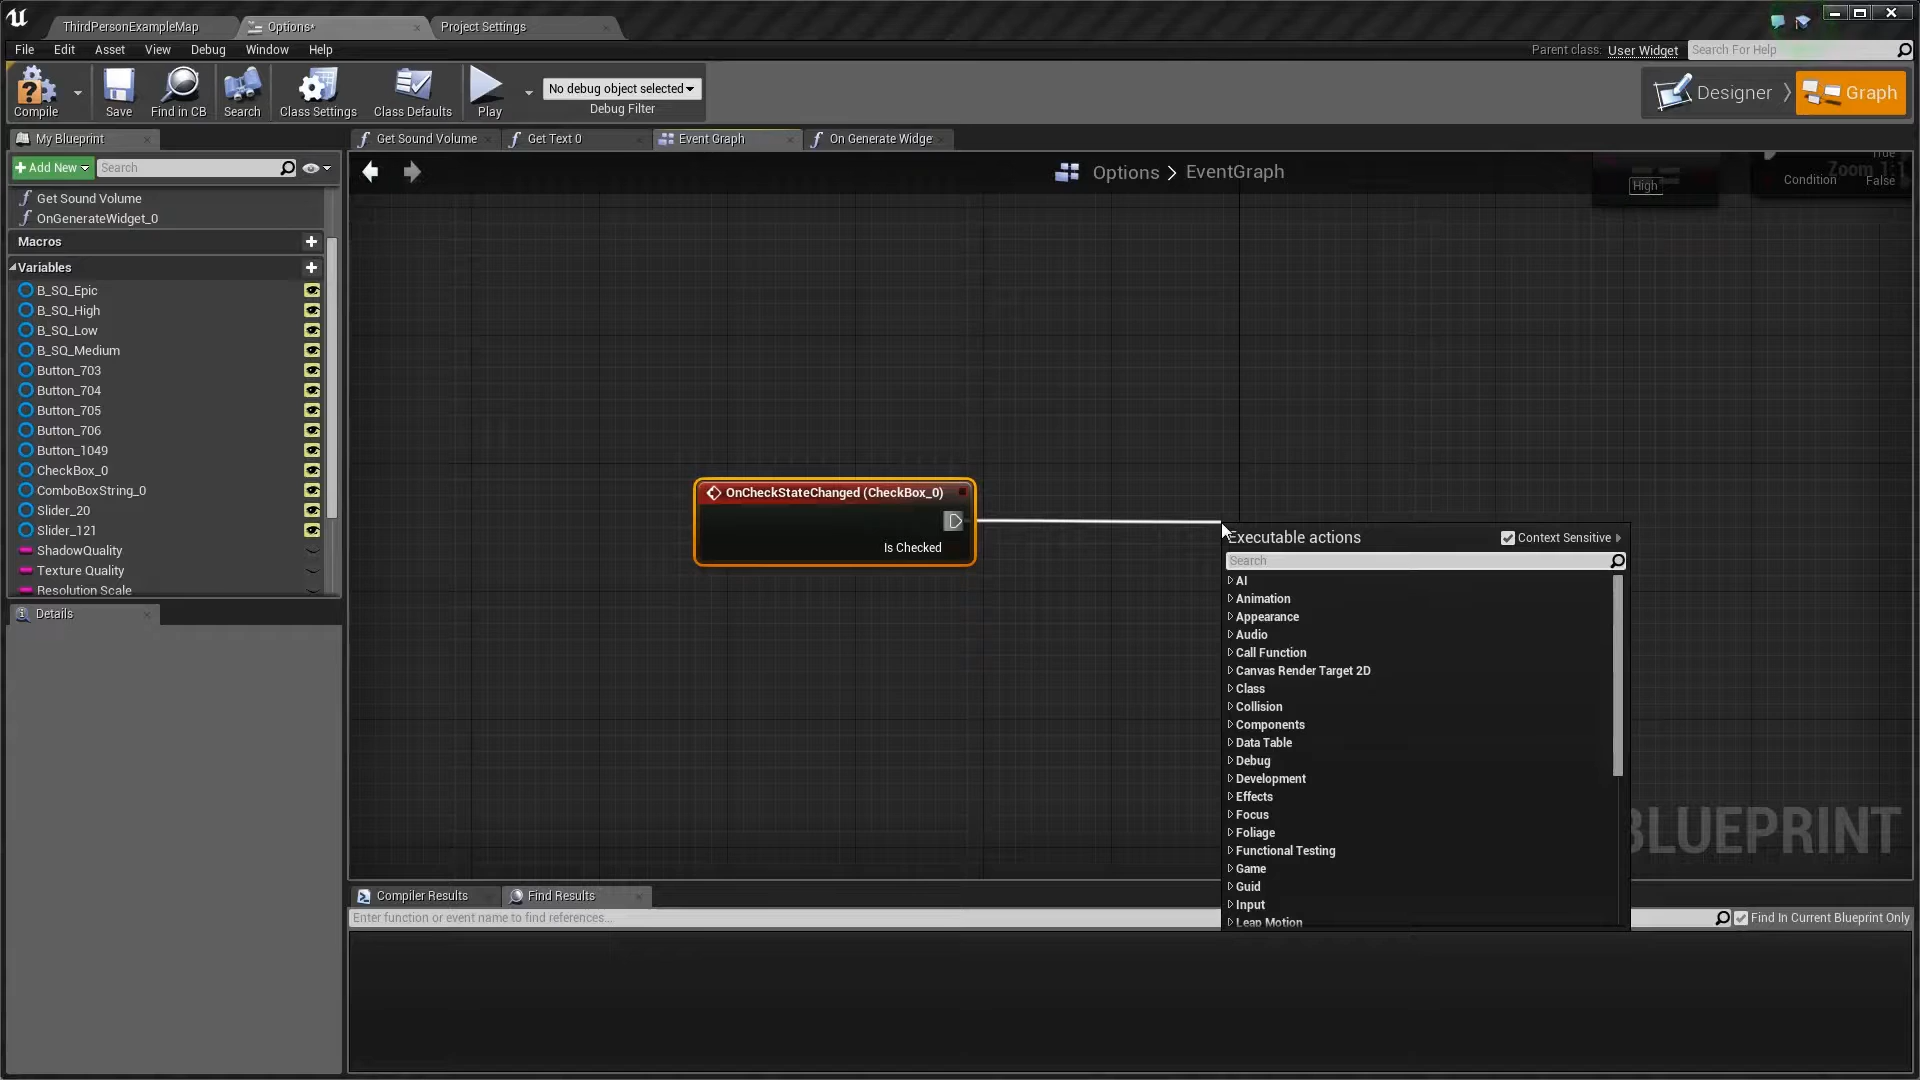 ThirdPersonExampleMap
Options*
Project Settings
File Edit Asset View Debug Window Help
Parent class: User Widget
Search For Help
Compile
Save
Find in CB
Search
Class Settings
Class Defaults
Play
No debug object selected
Debug Filter
Designer
Graph
My Blueprint
Get Sound Volume
Get Text 0
Event Graph
On Generate Widge
Add New
Search
Options > EventGraph
Zoom 1:1
High
True
Condition
False
Get Sound Volume
OnGenerateWidget_0
Macros
Variables
B_SQ_Epic
B_SQ_High
B_SQ_Low
B_SQ_Medium
Button_703
Button_704
Button_705
Button_706
Button_1049
CheckBox_0
ComboBoxString_0
Slider_20
Slider_121
ShadowQuality
Texture Quality
Resolution Scale
Details
OnCheckStateChanged (CheckBox_0)
Is Checked
Executable actions
Context Sensitive
Search
AI
Animation
Appearance
Audio
Call Function
Canvas Render Target 2D
Class
Collision
Components
Data Table
Debug
Development
Effects
Focus
Foliage
Functional Testing
Game
Guid
Input
Leap Motion
BLUEPRINT
Compiler Results
Find Results
Enter function or event name to find references...
Find In Current Blueprint Only